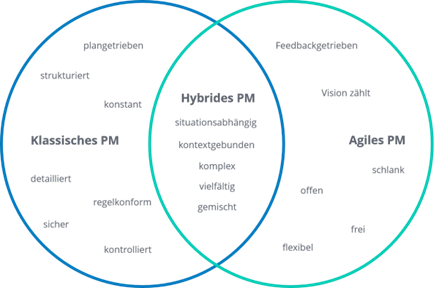 plangetrieben
strukturiert
konstant
Klassisches PM
detailliert
regelkonform
sicher
kontrolliert
Hybrides PM
situationsabhängig
kontextgebunden
komplex
vielfältig
gemischt
Feedbackgetrieben
Vision zählt
Agiles PM
schlank
offen
frei
flexibel